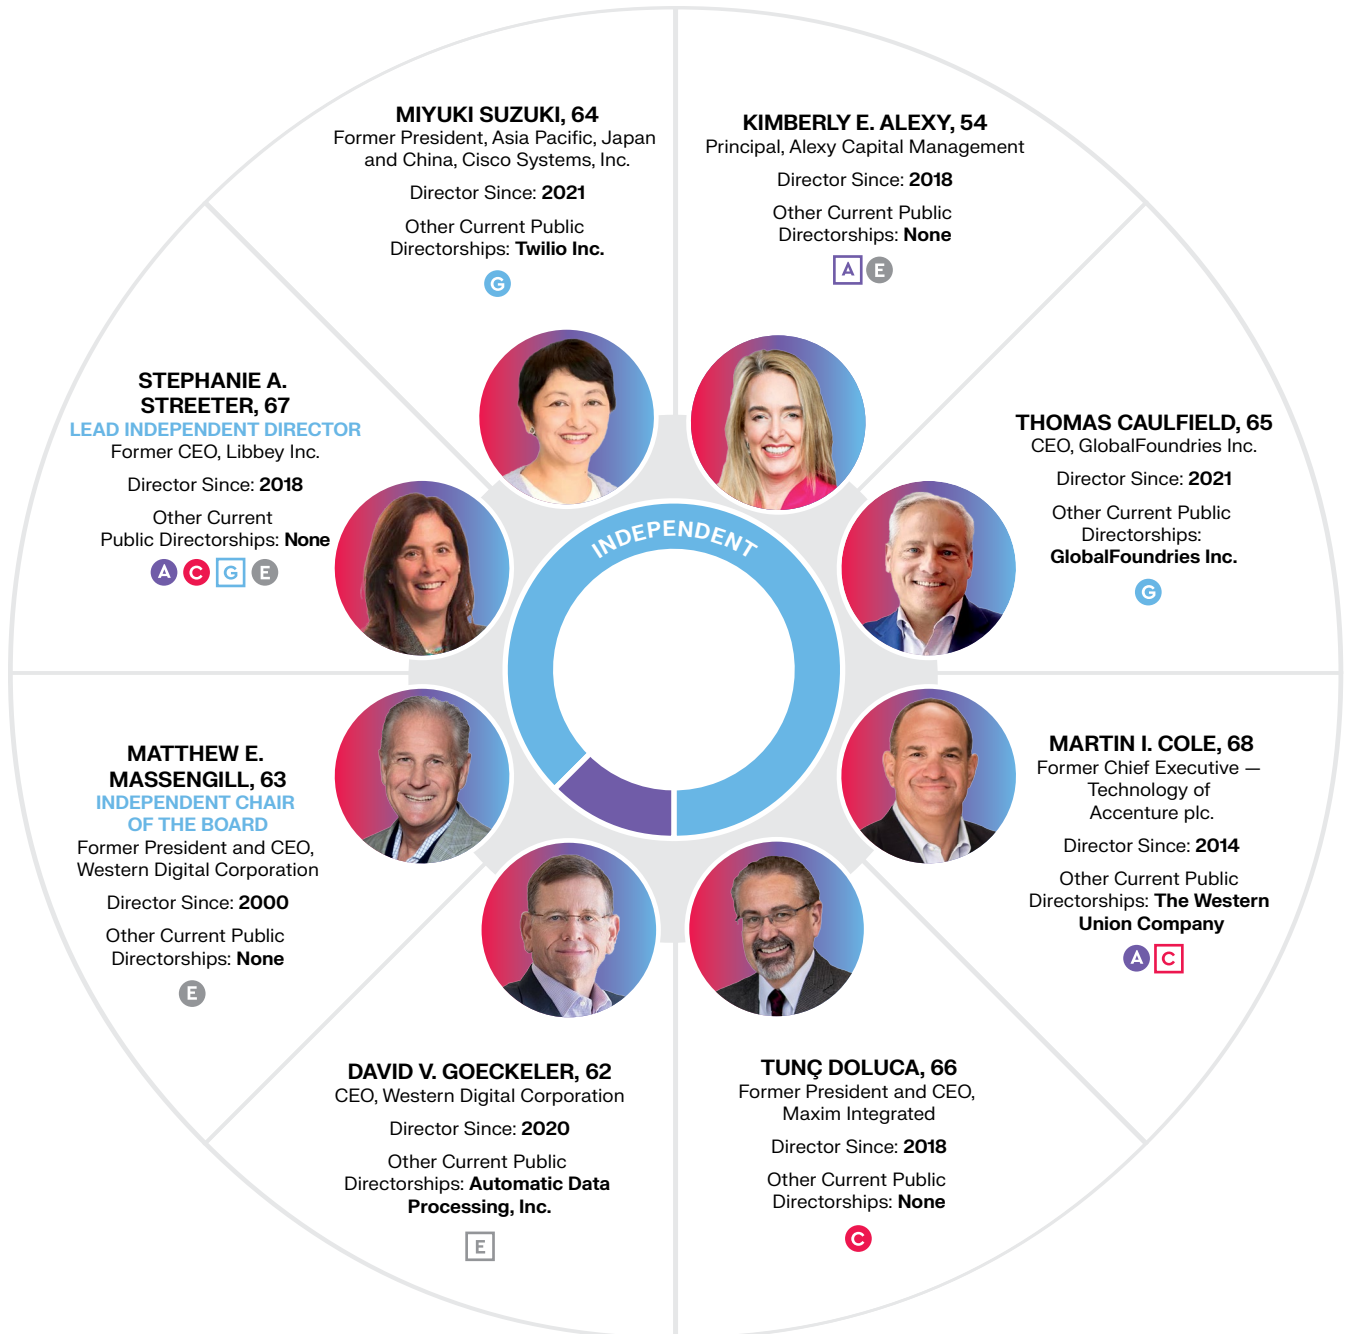 MIYUKI SUZUKI, 64
Former President, Asia Pacific, Japan
and China, Cisco Systems, Inc.
Director Since: 2021
Other Current Public
Directorships: Twilio Inc.
G
KIMBERLY E. ALEXY, 54
Principal, Alexy Capital Management
Director Since: 2018
Other Current Public
Directorships: None
A E
STEPHANIE A.
STREETER, 67
LEAD INDEPENDENT DIRECTOR
Former CEO, Libbey Inc.
Director Since: 2018
Other Current
Public Directorships: None
A C G E
THOMAS CAULFIELD, 65
CEO, GlobalFoundries Inc.
Director Since: 2021
Other Current Public
Directorships:
GlobalFoundries Inc.
G
INDEPENDENT
MATTHEW E.
MASSENGILL, 63
INDEPENDENT CHAIR
OF THE BOARD
Former President and CEO,
Western Digital Corporation
Director Since: 2000
Other Current Public
Directorships: None
E
MARTIN I. COLE, 68
Former Chief Executive —
Technology of
Accenture plc.
Director Since: 2014
Other Current Public
Directorships: The Western
Union Company
A C
DAVID V. GOECKELER, 62
CEO, Western Digital Corporation
Director Since: 2020
Other Current Public
Directorships: Automatic Data
Processing, Inc.
E
TUNÇ DOLUCA, 66
Former President and CEO,
Maxim Integrated
Director Since: 2018
Other Current Public
Directorships: None
C